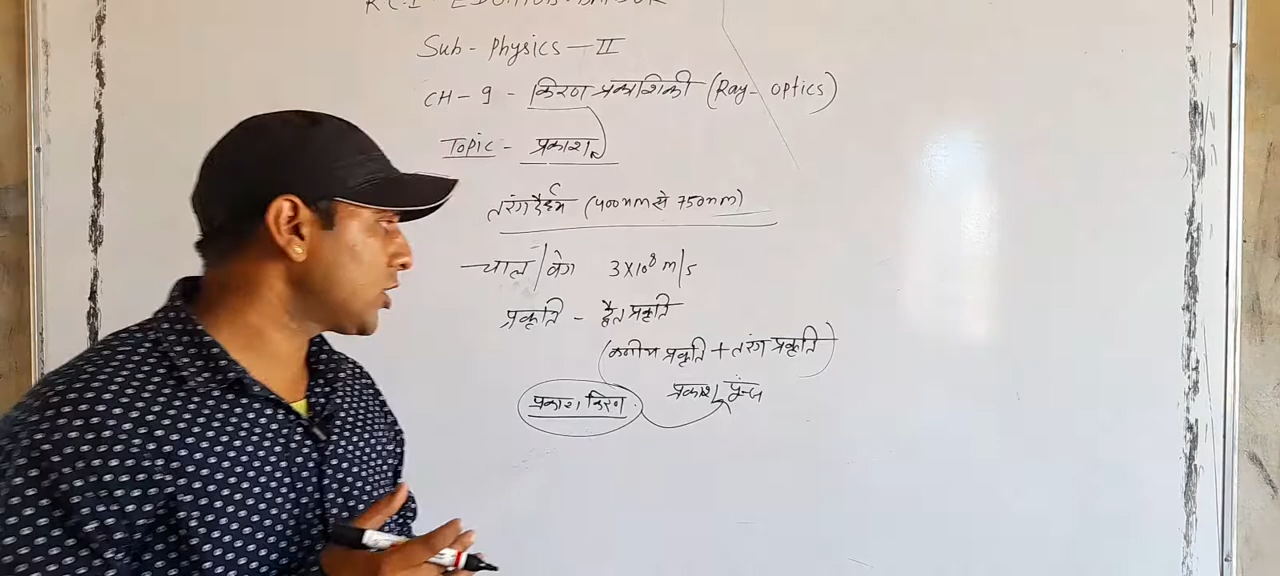 Sub - Physics - II
CH - 9 - किरण प्रकाशिकी (Ray - optics)
Topic - प्रकाश
तरंगदैर्ध्य (400nm से 750nm)
चाल/वेग 3×10⁸ m/s
प्रकृति - द्वैत प्रकृति
(कणीय प्रकृति + तरंग प्रकृति)
प्रकाश किरण प्रकाश पुंज